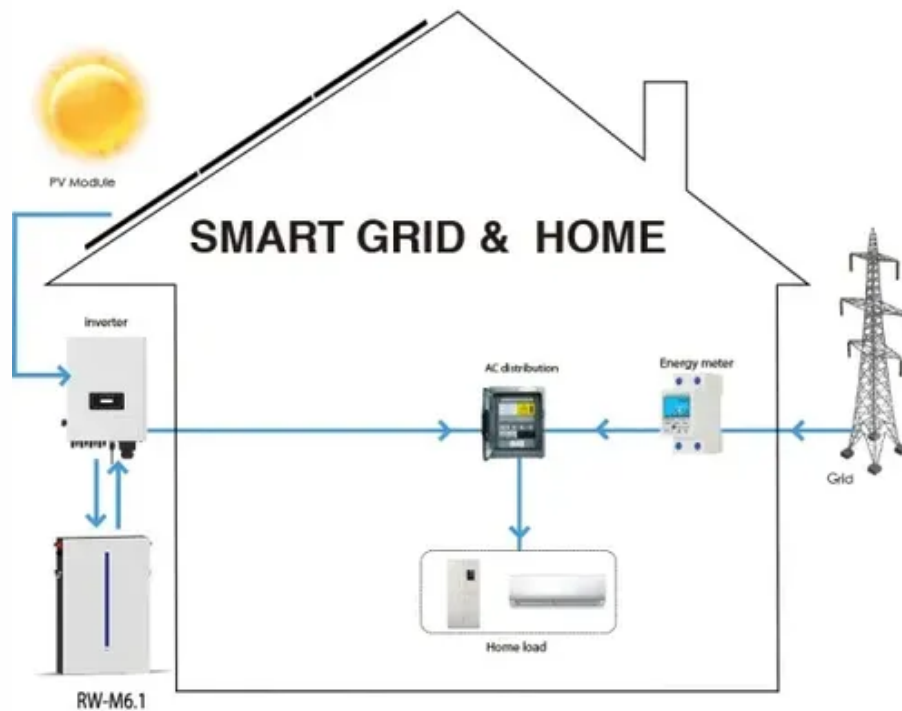 PV Module
SMART GRID & HOME
inverter
AC distribution
Energy meter
Grid
Home load
RW-M6.1